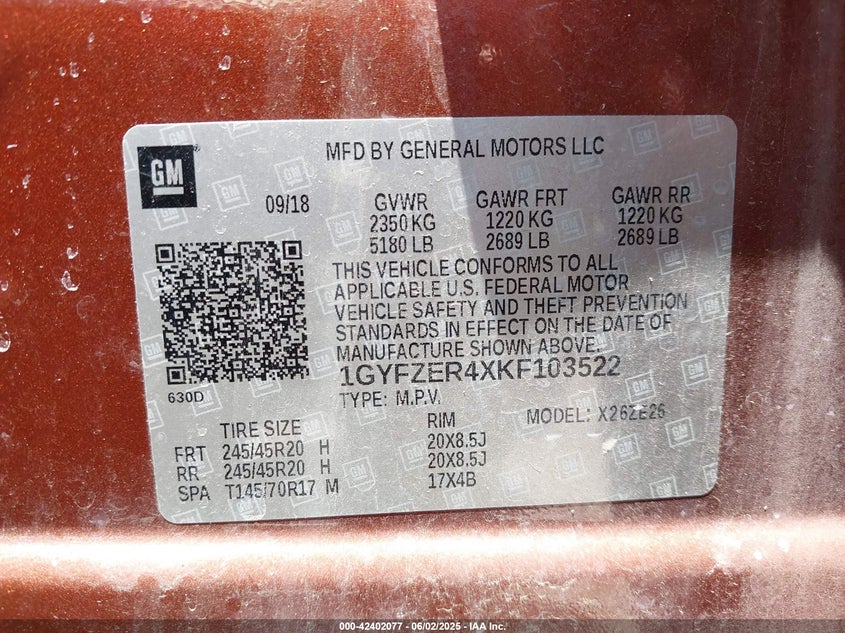 GM
MFD BY GENERAL MOTORS LLC
09/18
GVWR GAWR FRT GAWR RR
2350 KG 1220 KG 1220 KG
5180 LB 2689 LB 2689 LB
THIS VEHICLE CONFORMS TO ALL
APPLICABLE U.S. FEDERAL MOTOR
VEHICLE SAFETY AND THEFT PREVENTION
STANDARDS IN EFFECT ON THE DATE OF
MANUFACTURE SHOWN ABOVE.
1GYFZER4XKF103522
630D
TYPE: M.P.V. MODEL: X26ZE26
TIRE SIZE RIM
FRT 245/45R20 H 20X8.5J
RR 245/45R20 H 20X8.5J
SPA T145/70R17 M 17X4B
000-42402077 - 06/02/2025 - IAA Inc.